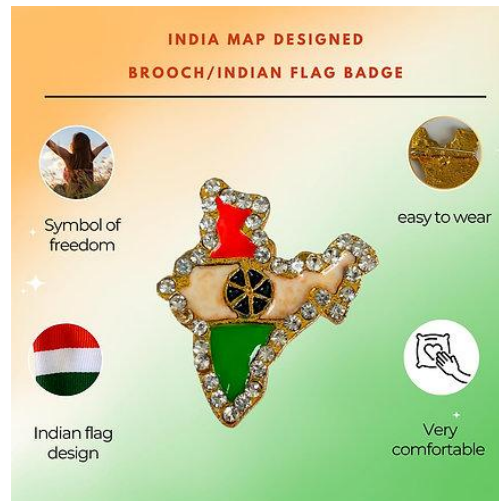 INDIA MAP DESIGNED
BROOCH/INDIAN FLAG BADGE
Symbol of
freedom
easy to wear
Indian flag
design
Very
comfortable